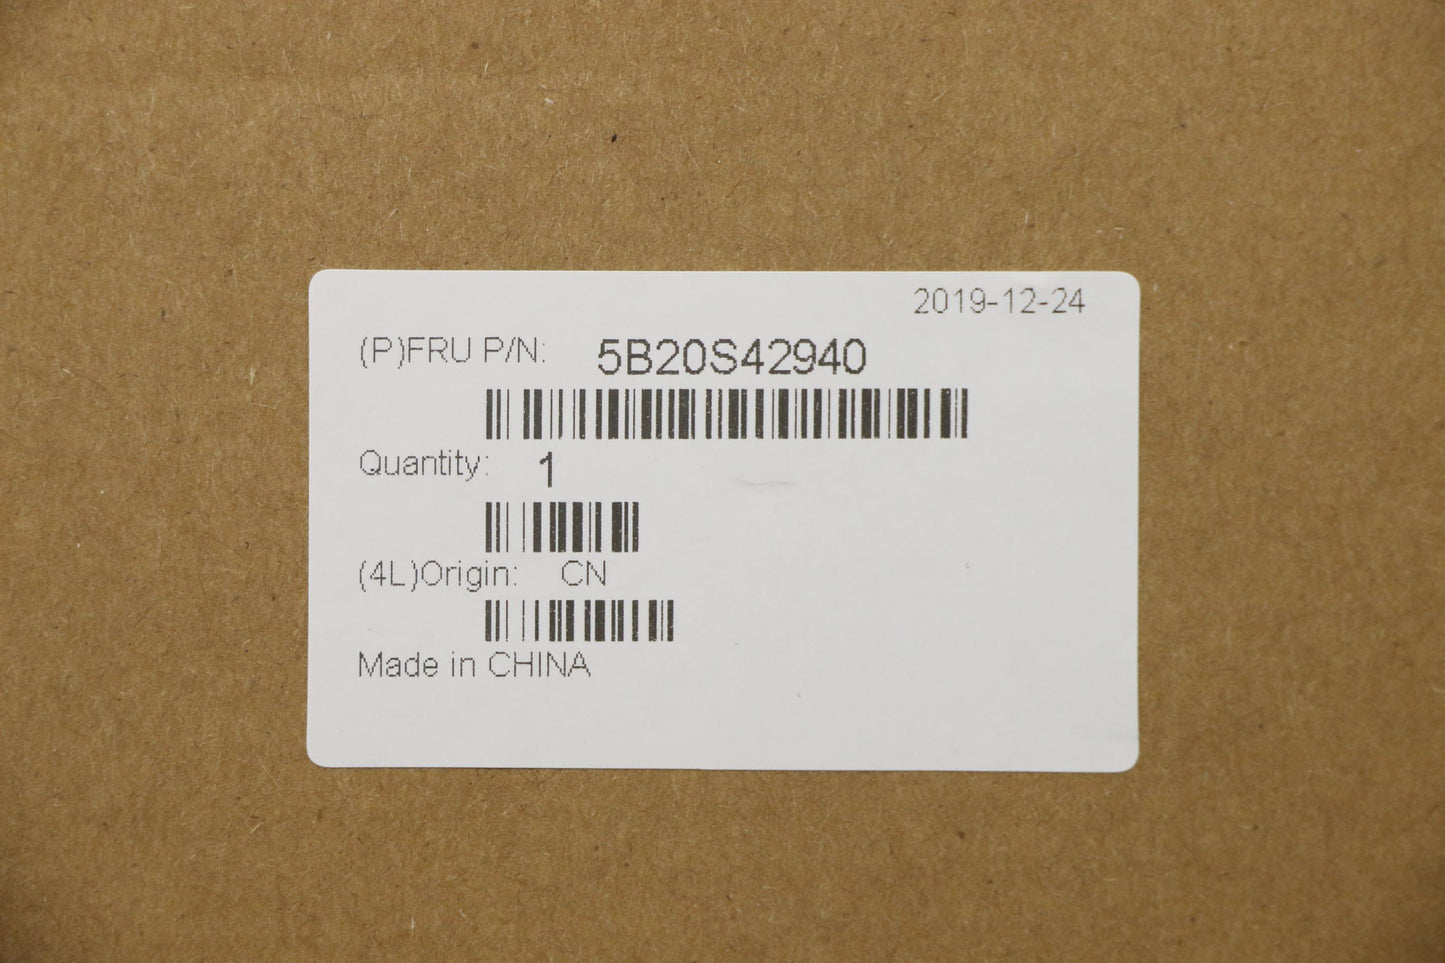 2019-12-24
(P)FRU P/N: 5B20S42940
Quantity: 1
(4L)Origin: CN
Made in CHINA